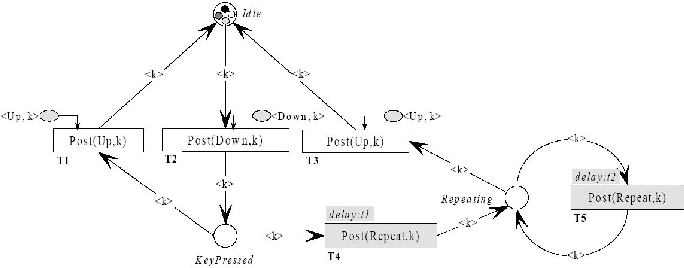 Idle
<k> <k> <k>
<Up, k> <Down, k> <Up, k>
Post(Up,k) Post(Down,k) Post(Up,k)
T1 T2 T3
<k>
<k> <k> <k>
delay:t2
Post(Repeat,k)
T5
Repeating
delay:t1
<k> Post(Repeat,k) <k>
T4
KeyPressed
<k>